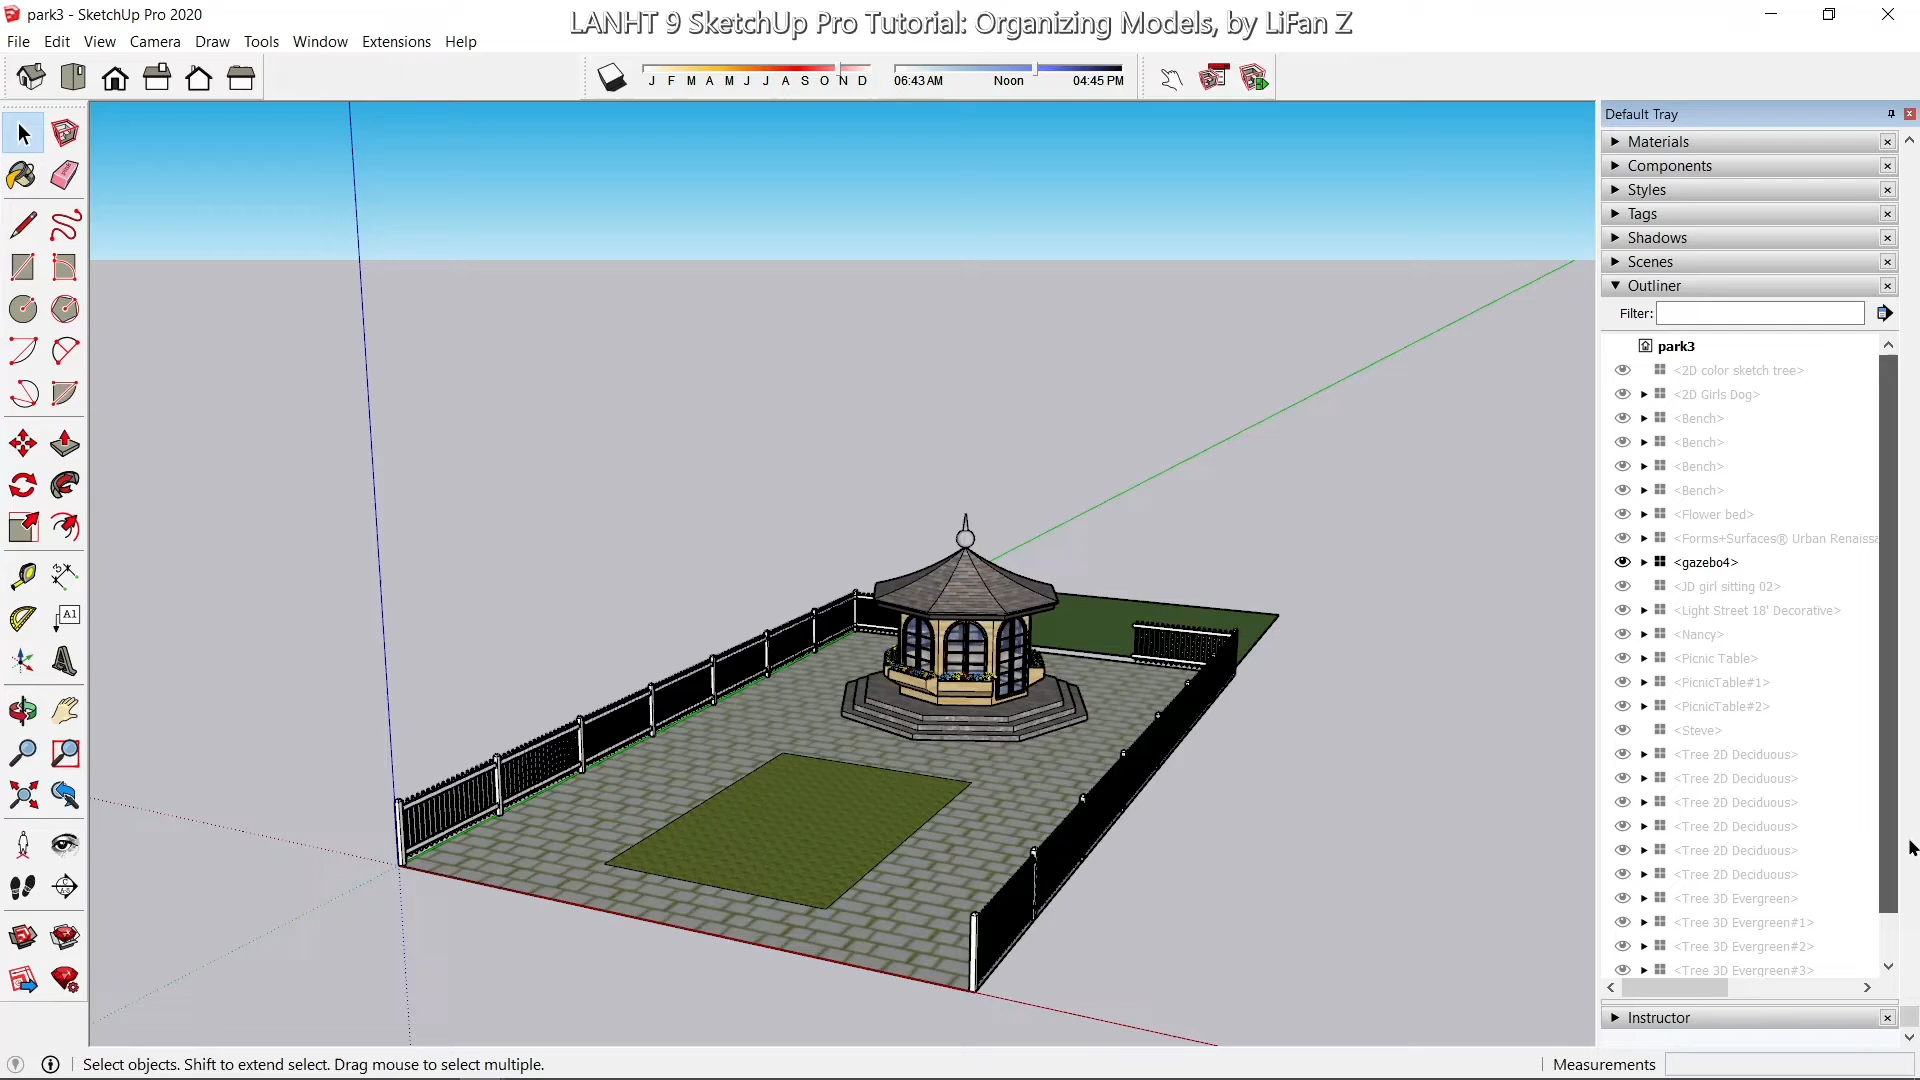 park3 - SketchUp Pro 2020
LANHT 9 SketchUp Pro Tutorial: Organizing Models, by LiFan Z
File Edit View Camera Draw Tools Window Extensions Help
J F M A M J J A S O N D
06:43 AM Noon 04:45 PM
Default Tray
Materials
Components
Styles
Tags
Shadows
Scenes
Outliner
Filter:
park3
<2D color sketch tree>
<2D Girls Dog>
<Bench>
<Bench>
<Bench>
<Bench>
<Flower bed>
<Forms+Surfaces® Urban Renaissa
<gazebo4>
<JD girl sitting 02>
<Light Street 18' Decorative>
<Nancy>
<Picnic Table>
<PicnicTable#1>
<PicnicTable#2>
<Steve>
<Tree 2D Deciduous>
<Tree 2D Deciduous>
<Tree 2D Deciduous>
<Tree 2D Deciduous>
<Tree 2D Deciduous>
<Tree 2D Deciduous>
<Tree 3D Evergreen>
<Tree 3D Evergreen#1>
<Tree 3D Evergreen#2>
<Tree 3D Evergreen#3>
Instructor
Select objects. Shift to extend select. Drag mouse to select multiple.
Measurements